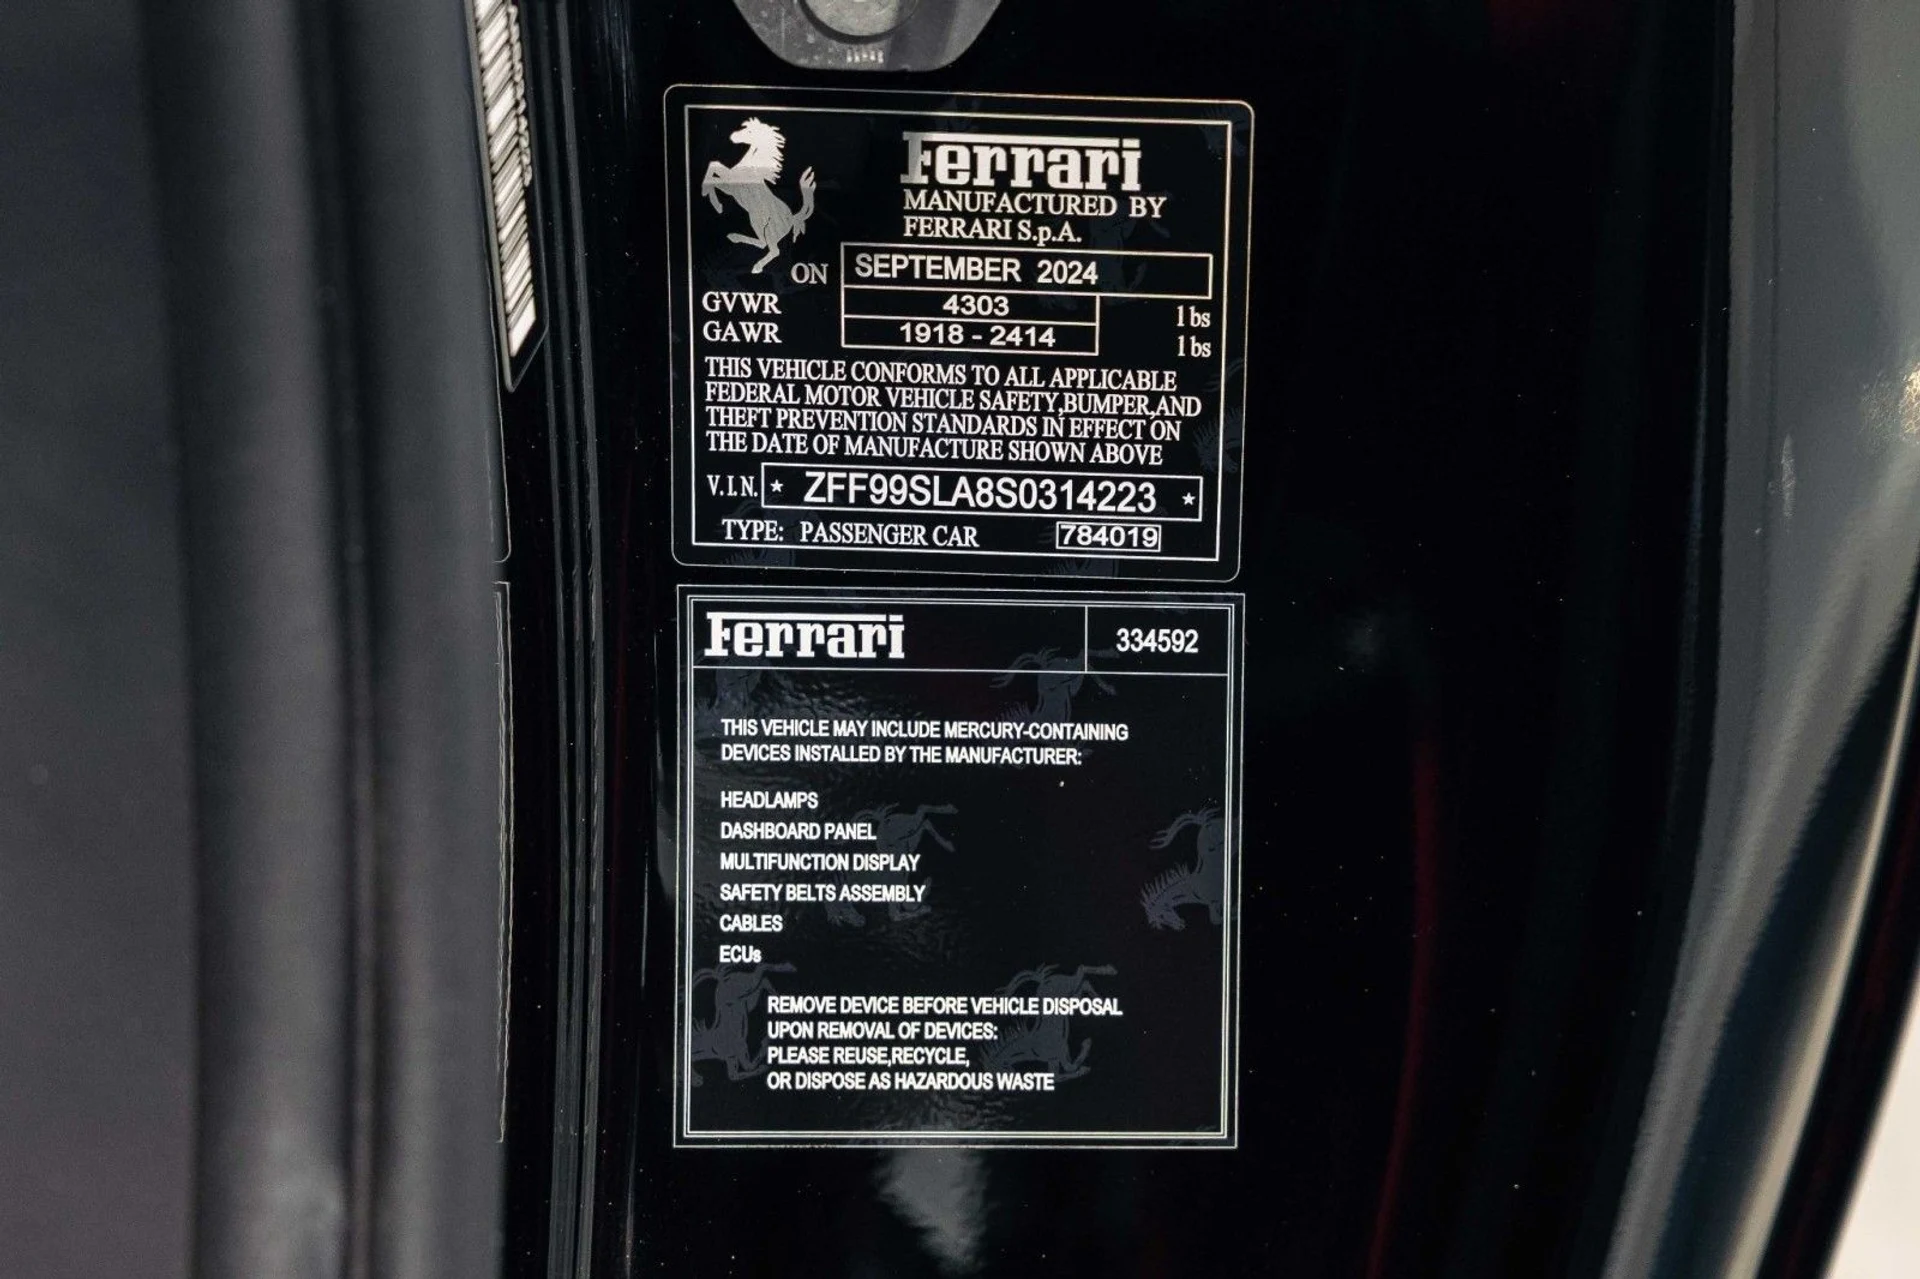 Ferrari
MANUFACTURED BY
FERRARI S.p.A.
ON SEPTEMBER 2024
GVWR 4303 lbs
GAWR 1918 - 2414 lbs
THIS VEHICLE CONFORMS TO ALL APPLICABLE
FEDERAL MOTOR VEHICLE SAFETY,BUMPER,AND
THEFT PREVENTION STANDARDS IN EFFECT ON
THE DATE OF MANUFACTURE SHOWN ABOVE
V.I.N. * ZFF99SLA8S0314223 *
TYPE: PASSENGER CAR 784019
Ferrari 334592
THIS VEHICLE MAY INCLUDE MERCURY-CONTAINING
DEVICES INSTALLED BY THE MANUFACTURER:
HEADLAMPS
DASHBOARD PANEL
MULTIFUNCTION DISPLAY
SAFETY BELTS ASSEMBLY
CABLES
ECUs
REMOVE DEVICE BEFORE VEHICLE DISPOSAL
UPON REMOVAL OF DEVICES:
PLEASE REUSE,RECYCLE,
OR DISPOSE AS HAZARDOUS WASTE